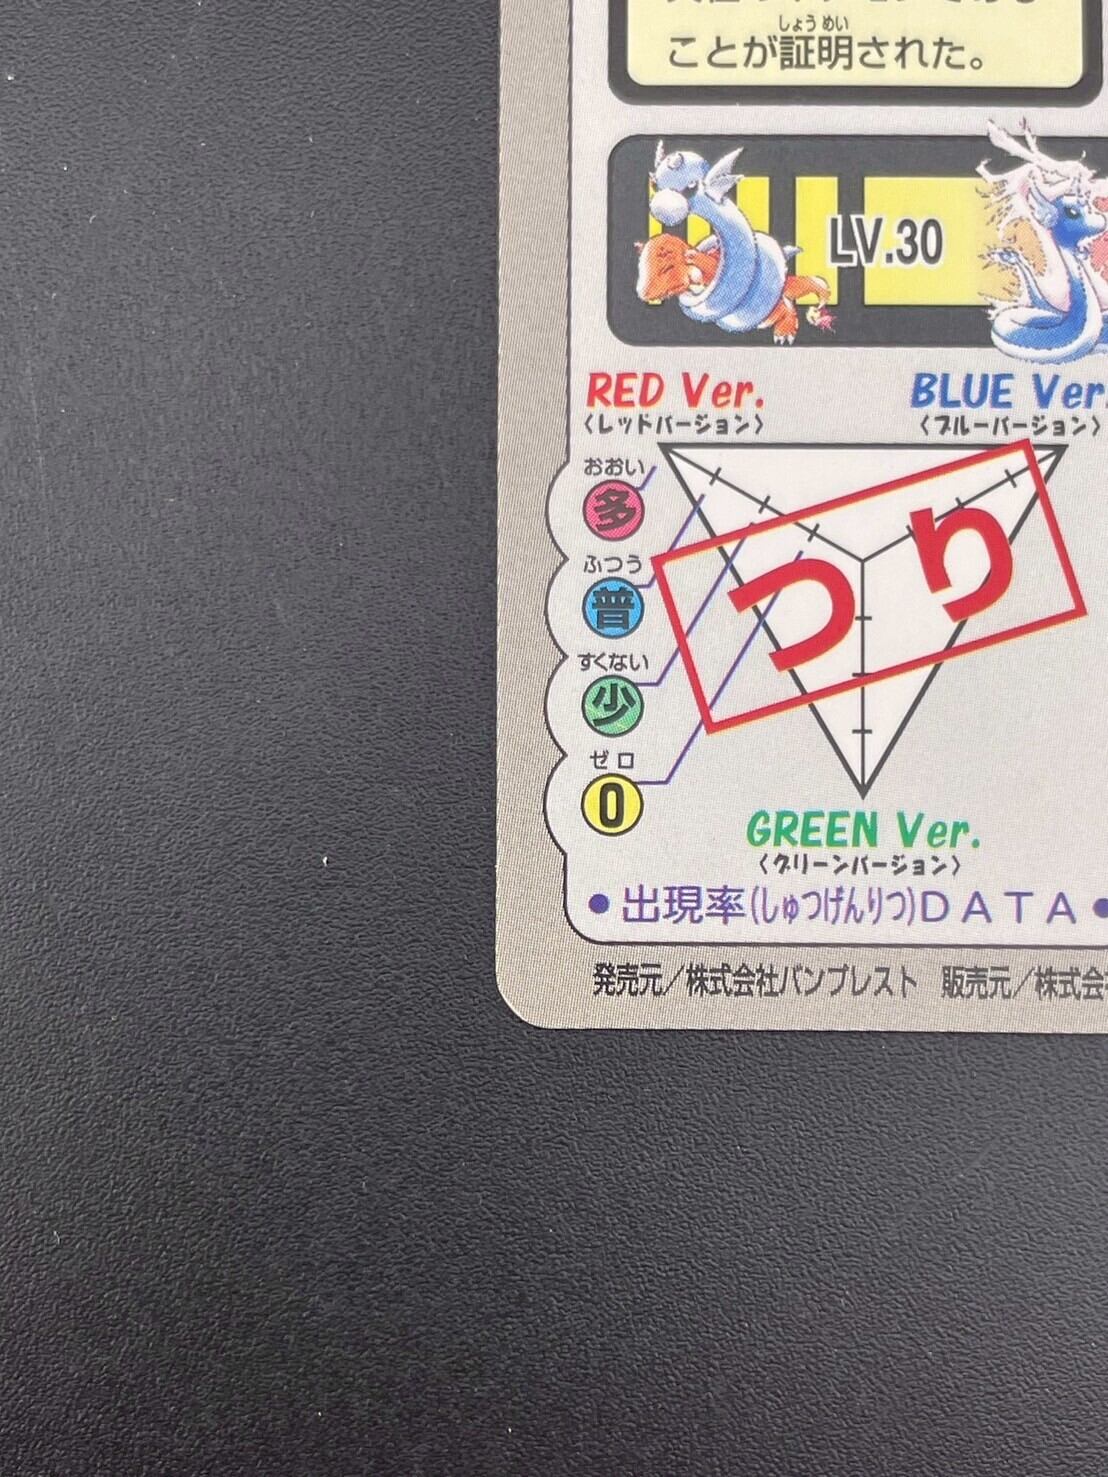 ことが証明された。
しょうめい
LV.30
RED Ver.
〈レッドバージョン〉
BLUE Ver.
〈ブルーバージョン〉
おおい
多
ふつう
普
すくない
少
ゼロ
0
つり
GREEN Ver.
〈グリーンバージョン〉
●出現率(しゅつげんりつ)DATA●
発売元/株式会社バンプレスト 販売元/株式会